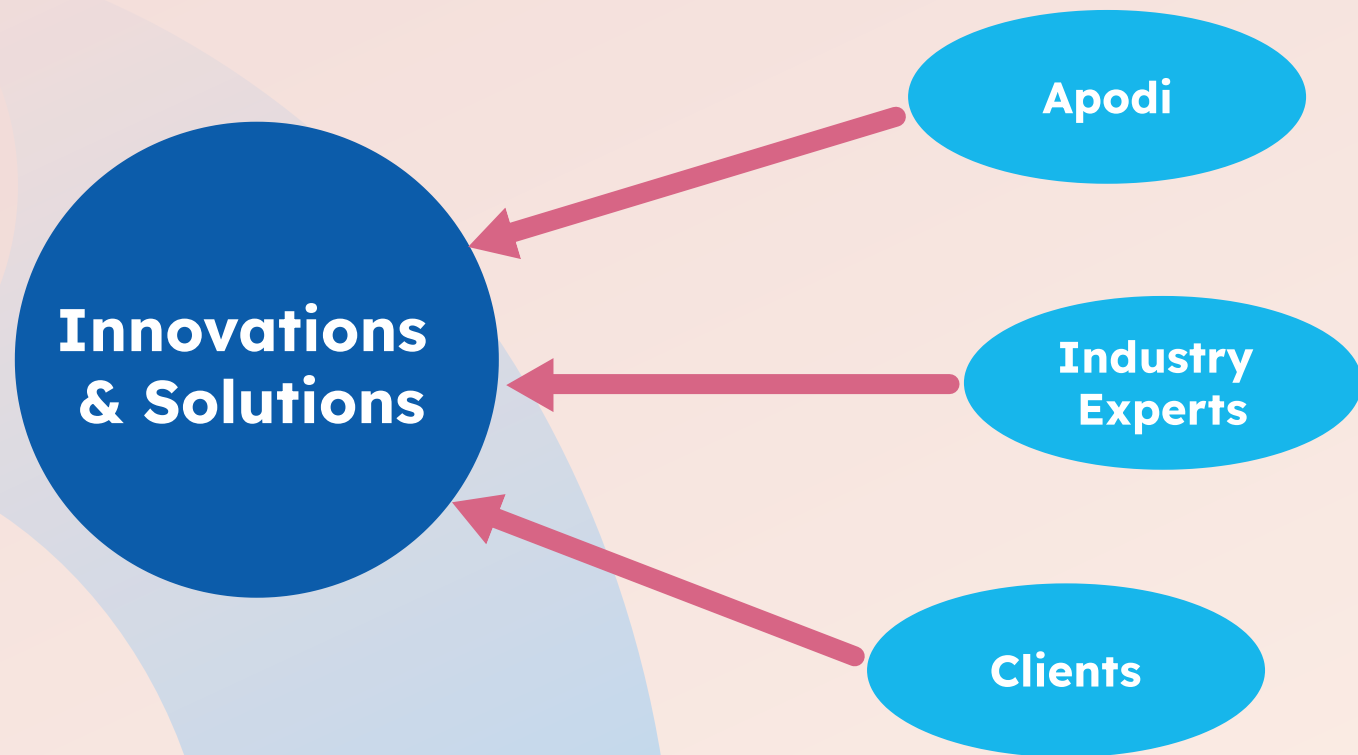 Innovations
& Solutions
Apodi
Industry
Experts
Clients